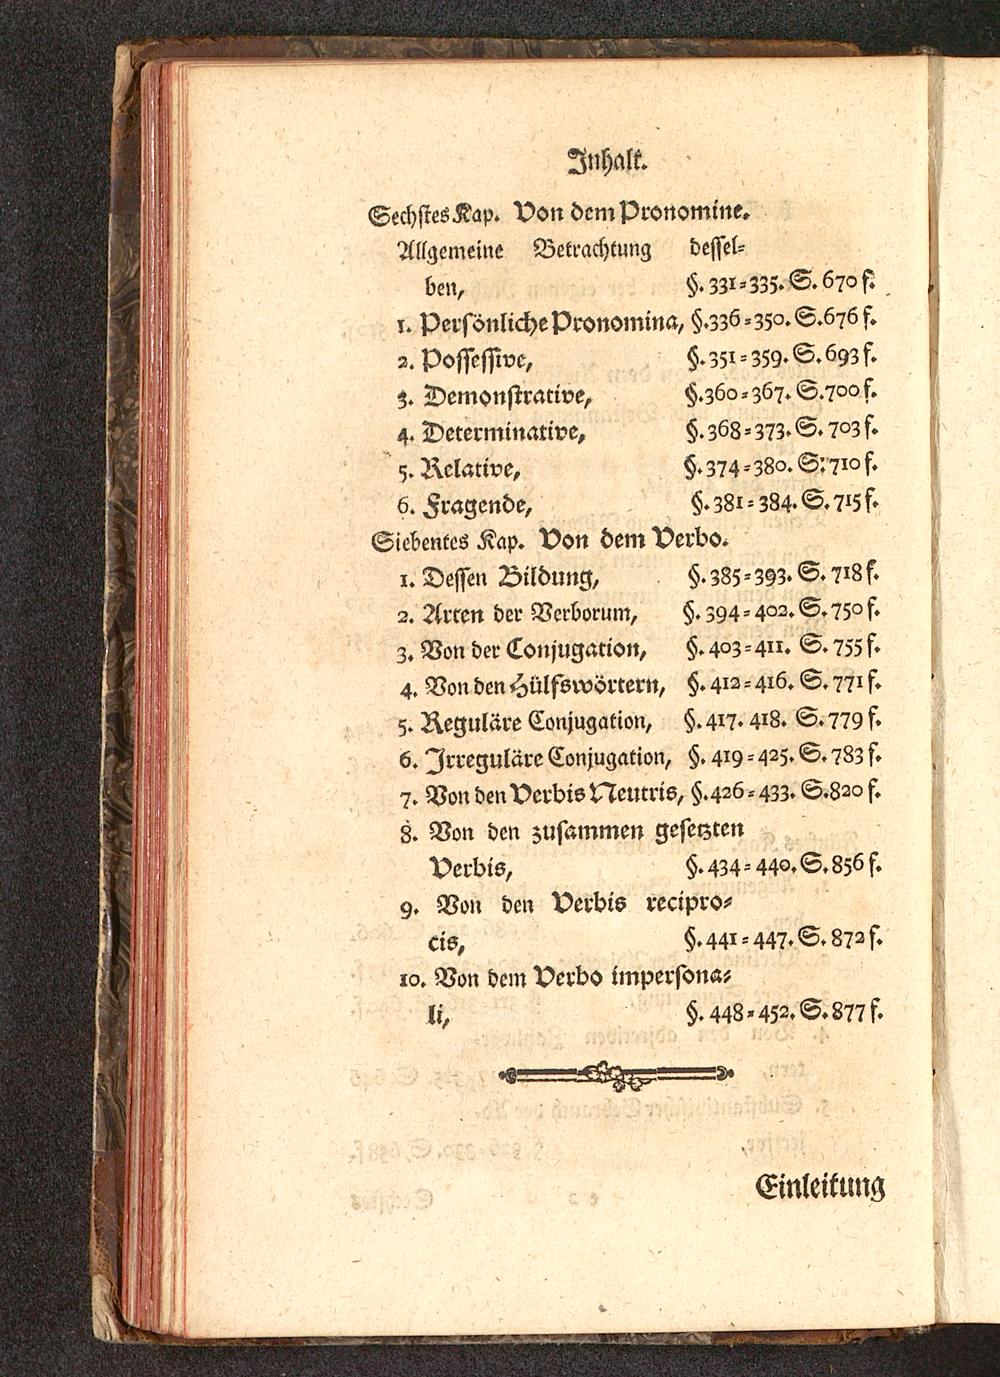 Inhalt.
Sechstes Kap. Von dem Pronomine.
Allgemeine Betrachtung dessel-
ben, §. 331-335. S. 670 f.
1. Persönliche Pronomina, §. 336-350. S. 676 f.
2. Possessive, §. 351-359. S. 693 f.
3. Demonstrative, §. 360-367. S. 700 f.
4. Determinative, §. 368-373. S. 703 f.
5. Relative, §. 374-380. S. 710 f.
6. Fragende, §. 381-384. S. 715 f.
Siebentes Kap. Von dem Verbo.
1. Dessen Bildung, §. 385-393. S. 718 f.
2. Arten der Verborum, §. 394-402. S. 750 f.
3. Von der Conjugation, §. 403-411. S. 755 f.
4. Von den Hülfswörtern, §. 412-416. S. 771 f.
5. Reguläre Conjugation, §. 417. 418. S. 779 f.
6. Irreguläre Conjugation, §. 419-425. S. 783 f.
7. Von den Verbis Neutris, §. 426-433. S. 820 f.
8. Von den zusammen gesetzten
Verbis, §. 434-440. S. 856 f.
9. Von den Verbis recipro-
cis, §. 441-447. S. 872 f.
10. Von dem Verbo impersona-
li, §. 448-452. S. 877 f.
Einleitung